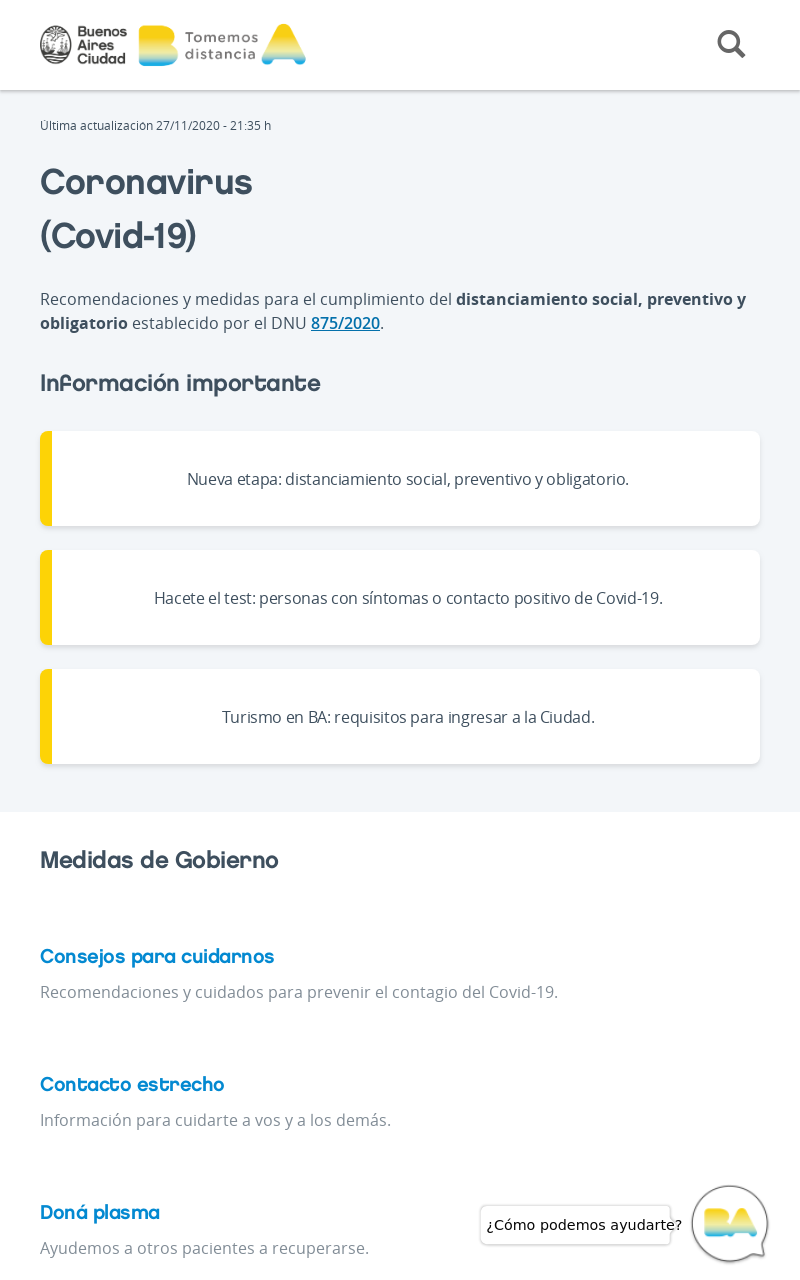 Buenos
Aires
Ciudad
BA
Tomemos
distancia
Última actualización 27/11/2020 - 21:35 h
Coronavirus
(Covid-19)
Recomendaciones y medidas para el cumplimiento del distanciamiento social, preventivo y
obligatorio establecido por el DNU 875/2020.
Información importante
Nueva etapa: distanciamiento social, preventivo y obligatorio.
Hacete el test: personas con síntomas o contacto positivo de Covid-19.
Turismo en BA: requisitos para ingresar a la Ciudad.
Medidas de Gobierno
Consejos para cuidarnos
Recomendaciones y cuidados para prevenir el contagio del Covid-19.
Contacto estrecho
Información para cuidarte a vos y a los demás.
Doná plasma
Ayudemos a otros pacientes a recuperarse.
¿Cómo podemos ayudarte?
BA